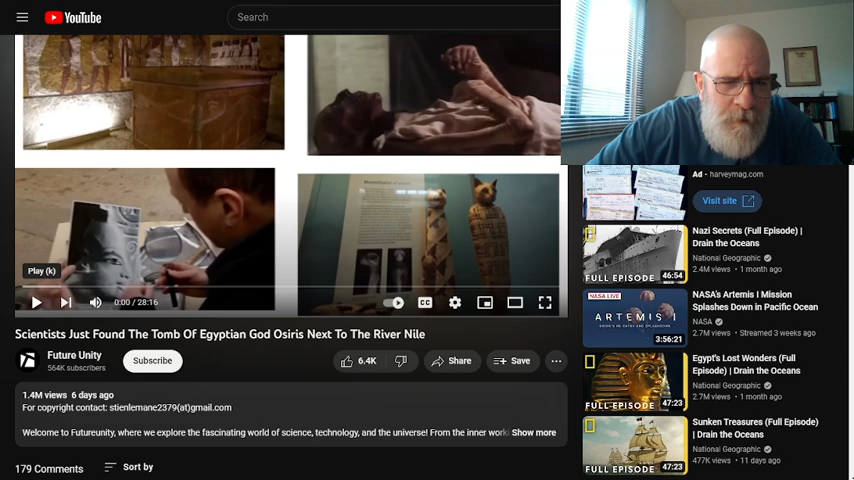 YouTube
Search
Play (k)
0:00 / 28:16
CC
Scientists Just Found The Tomb Of Egyptian God Osiris Next To The River Nile
Future Unity
564K subscribers
Subscribe
6.4K
Share
Save
1.4M views 6 days ago
For copyright contact: stienlemane2379(at)gmail.com
Welcome to Futureunity, where we explore the fascinating world of science, technology, and the universe! From the inner worki Show more
179 Comments
Sort by
Ad · harveymag.com
Visit site
FULL EPISODE
46:54
Nazi Secrets (Full Episode) |
Drain the Oceans
National Geographic
2.4M views · 1 month ago
NASA LIVE
ARTEMIS I
3:56:21
NASA's Artemis I Mission
Splashes Down in Pacific Ocean
NASA
2.7M views · Streamed 3 weeks ago
FULL EPISODE
47:23
Egypt's Lost Wonders (Full
Episode) | Drain the Oceans
National Geographic
2.7M views · 1 month ago
FULL EPISODE
47:23
Sunken Treasures (Full Episode)
| Drain the Oceans
National Geographic
477K views · 11 days ago